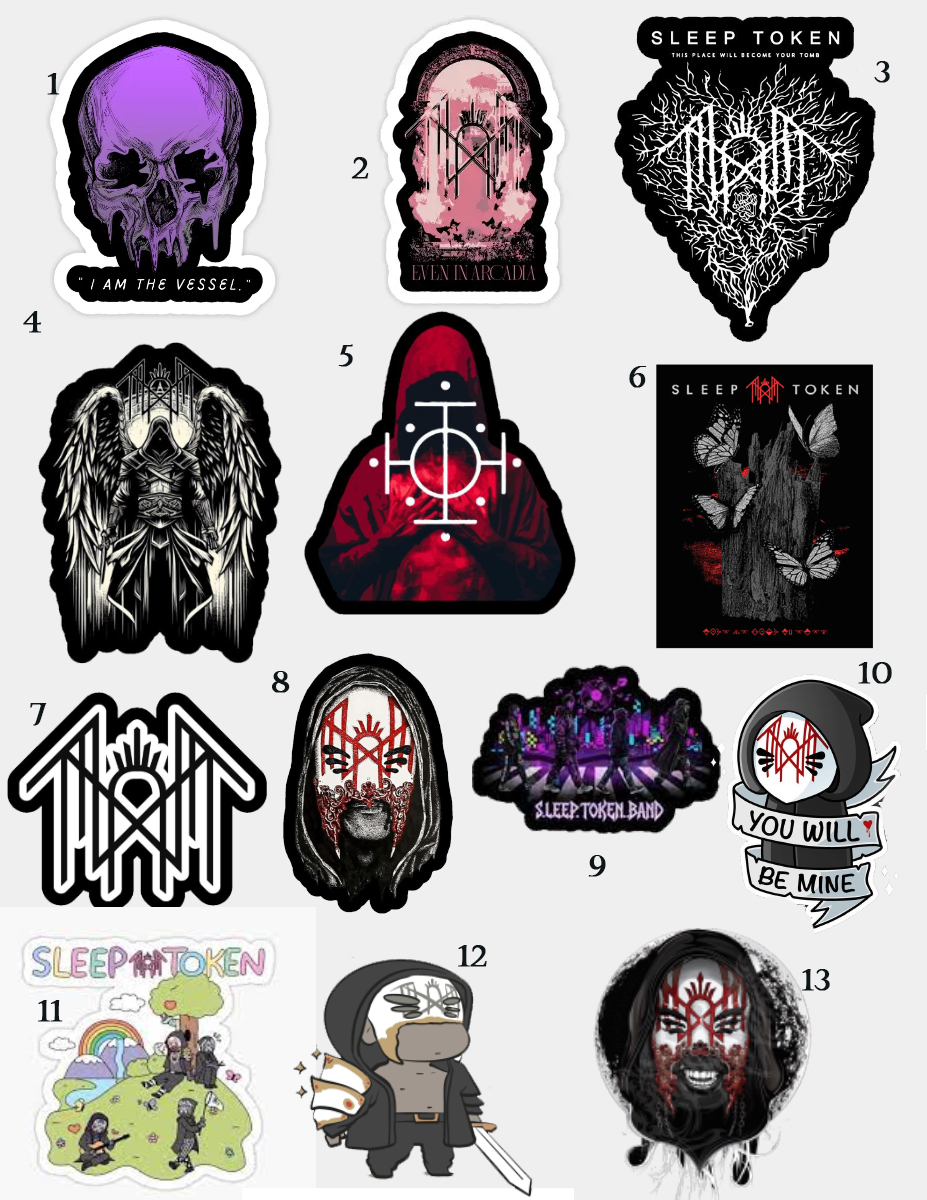 1
" I AM THE VESSEL. "
2
EVEN IN ARCADIA
SLEEP TOKEN
THIS PLACE WILL BECOME YOUR TOMB
3
4
5
6
SLEEP TOKEN
7
8
S.LEEP.TOKEN.BAND
9
10
YOU WILL
BE MINE
SLEEP TOKEN
11
12
13